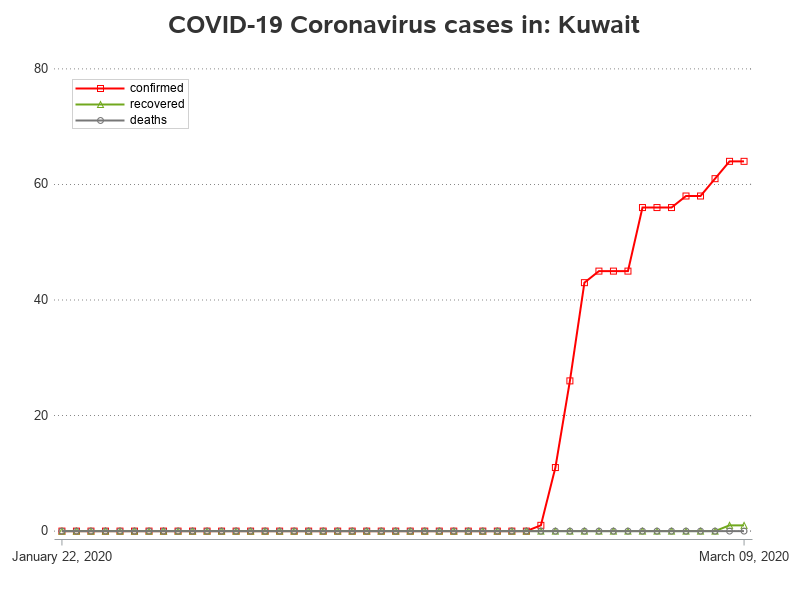 COVID-19 Coronavirus cases in: Kuwait
80
confirmed
recovered
deaths
60
40
20
0
January 22, 2020 March 09, 2020